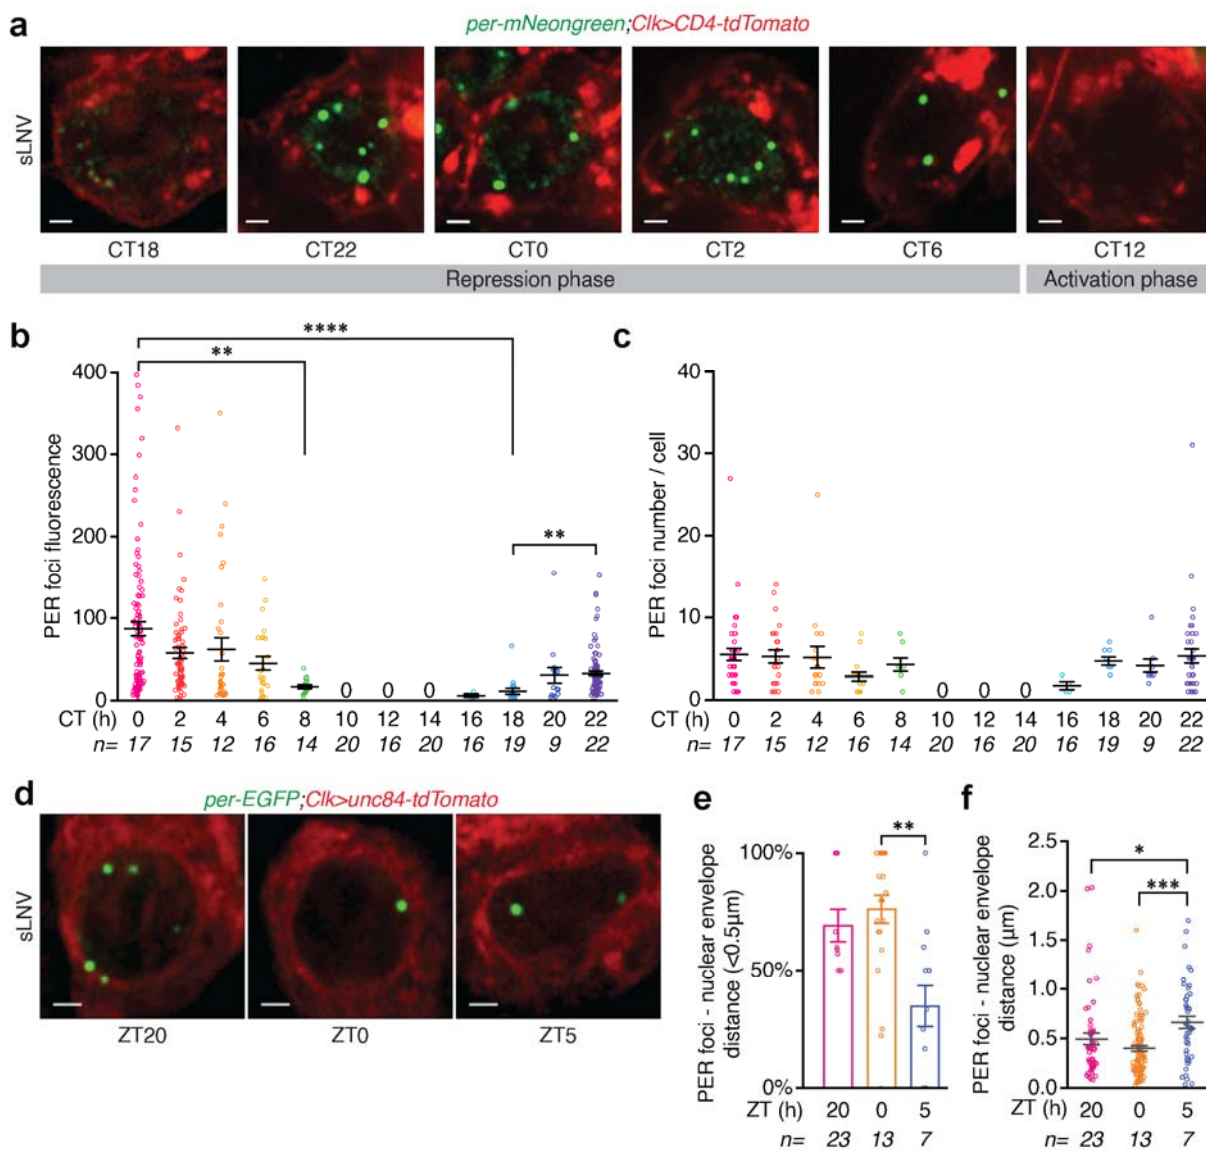 a
per-mNeongreen;Clk>CD4-tdTomato
sLNV
CT18 CT22 CT0 CT2 CT6 CT12
Repression phase Activation phase
b
****
**
**
PER foci fluorescence
400
300
200
100
0
0 0 0
CT (h) 0 2 4 6 8 10 12 14 16 18 20 22
n= 17 15 12 16 14 20 16 20 16 19 9 22
c
PER foci number / cell
40
30
20
10
0
0 0 0
CT (h) 0 2 4 6 8 10 12 14 16 18 20 22
n= 17 15 12 16 14 20 16 20 16 19 9 22
d
per-EGFP;Clk>unc84-tdTomato
sLNV
ZT20 ZT0 ZT5
e
**
PER foci - nuclear envelope
distance (<0.5µm)
100%
50%
0%
ZT (h) 20 0 5
n= 23 13 7
f
*
***
PER foci - nuclear envelope
distance (µm)
2.5
2.0
1.5
1.0
0.5
0.0
ZT (h) 20 0 5
n= 23 13 7